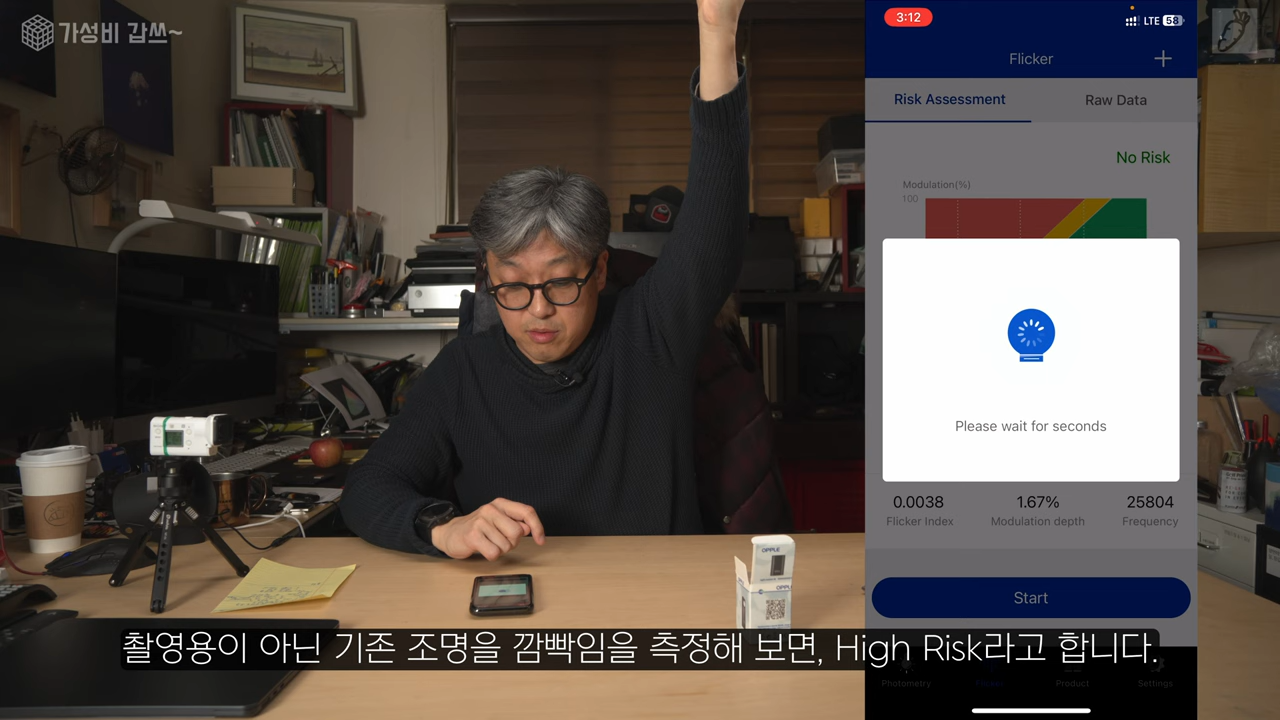 가성비 갑쓰~
3:12
LTE 58
Flicker
Risk Assessment
Raw Data
No Risk
Modulation(%)
100
Please wait for seconds
0.0038
1.67%
25804
Flicker Index
Modulation depth
Frequency
Start
OPPLE
촬영용이 아닌 기존 조명을 깜빡임을 측정해 보면, High Risk라고 합니다.
Photometry
Flicker
Product
Settings